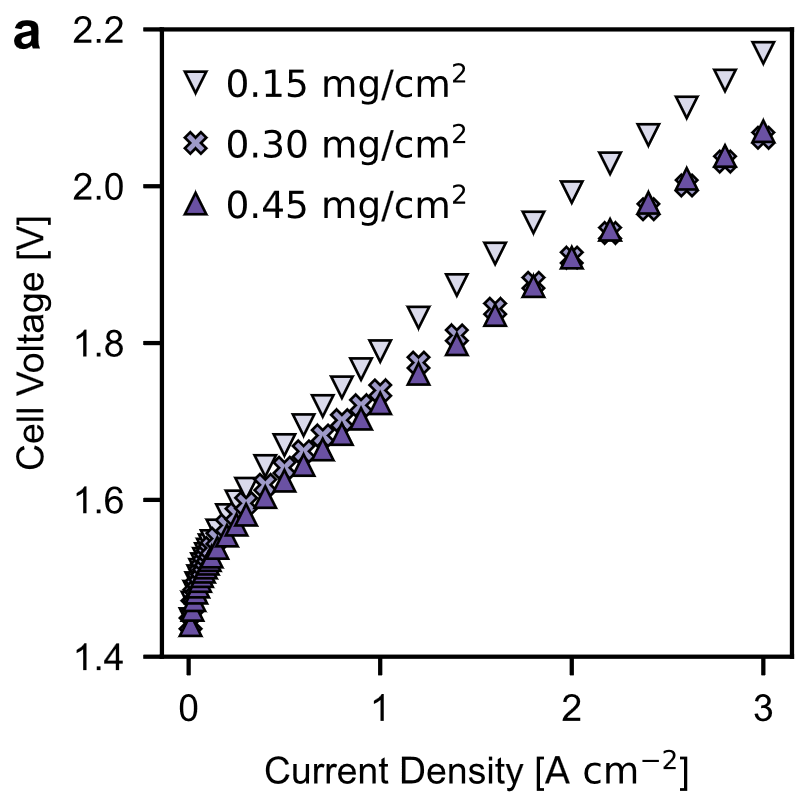 a
2.2
2.0
1.8
1.6
1.4
Cell Voltage [V]
0.15 mg/cm²
0.30 mg/cm²
0.45 mg/cm²
0 1 2 3
Current Density [A cm⁻²]